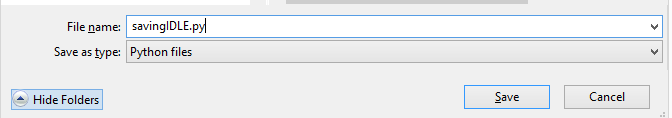 File name: savingIDLE.py
Save as type: Python files
Hide Folders Save Cancel